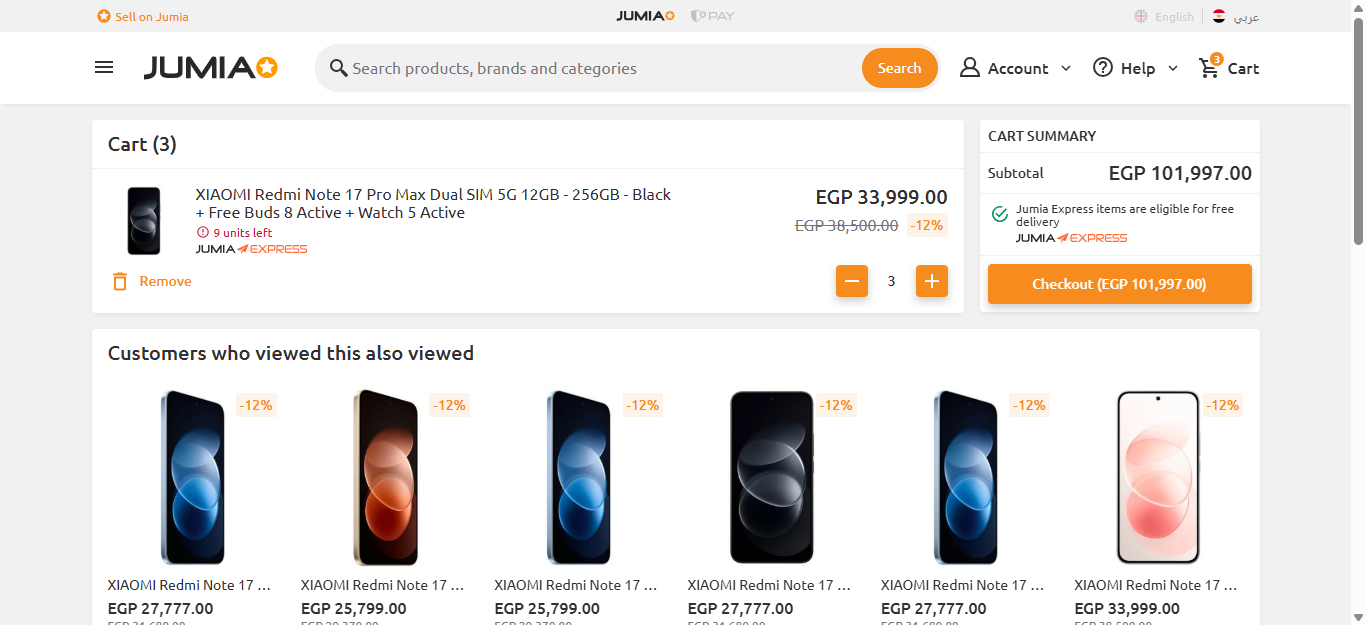 Sell on Jumia
JUMIA
PAY
English
عربي
JUMIA
Search products, brands and categories
Search
Account
Help
3
Cart
Cart (3)
XIAOMI Redmi Note 17 Pro Max Dual SIM 5G 12GB - 256GB - Black
+ Free Buds 8 Active + Watch 5 Active
9 units left
JUMIA EXPRESS
EGP 33,999.00
EGP 38,500.00 -12%
Remove
3
CART SUMMARY
Subtotal EGP 101,997.00
Jumia Express items are eligible for free
delivery
JUMIA EXPRESS
Checkout (EGP 101,997.00)
Customers who viewed this also viewed
-12% -12% -12% -12% -12% -12%
XIAOMI Redmi Note 17 ... XIAOMI Redmi Note 17 ... XIAOMI Redmi Note 17 ... XIAOMI Redmi Note 17 ... XIAOMI Redmi Note 17 ... XIAOMI Redmi Note 17 ...
EGP 27,777.00 EGP 25,799.00 EGP 25,799.00 EGP 27,777.00 EGP 27,777.00 EGP 33,999.00